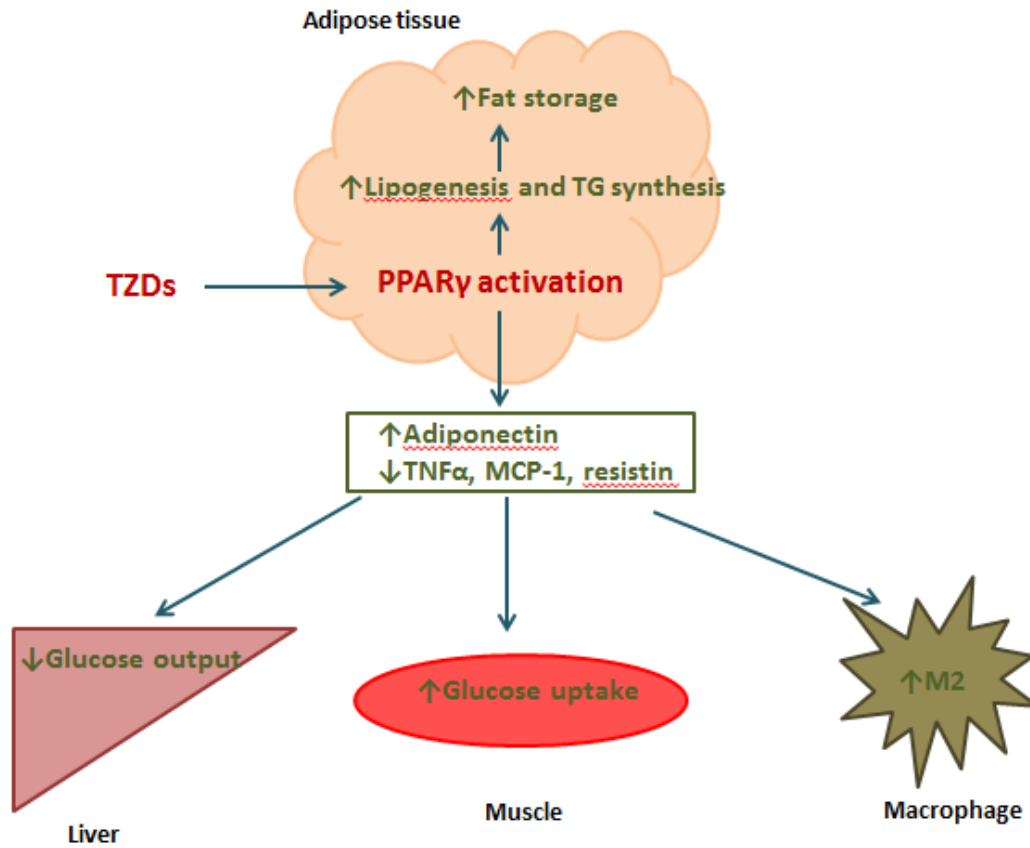 Adipose tissue
↑Fat storage
↑Lipogenesis and TG synthesis
TZDs
PPARγ activation
↑Adiponectin
↓TNFα, MCP-1, resistin
↓Glucose output
↑Glucose uptake
↑M2
Liver
Muscle
Macrophage